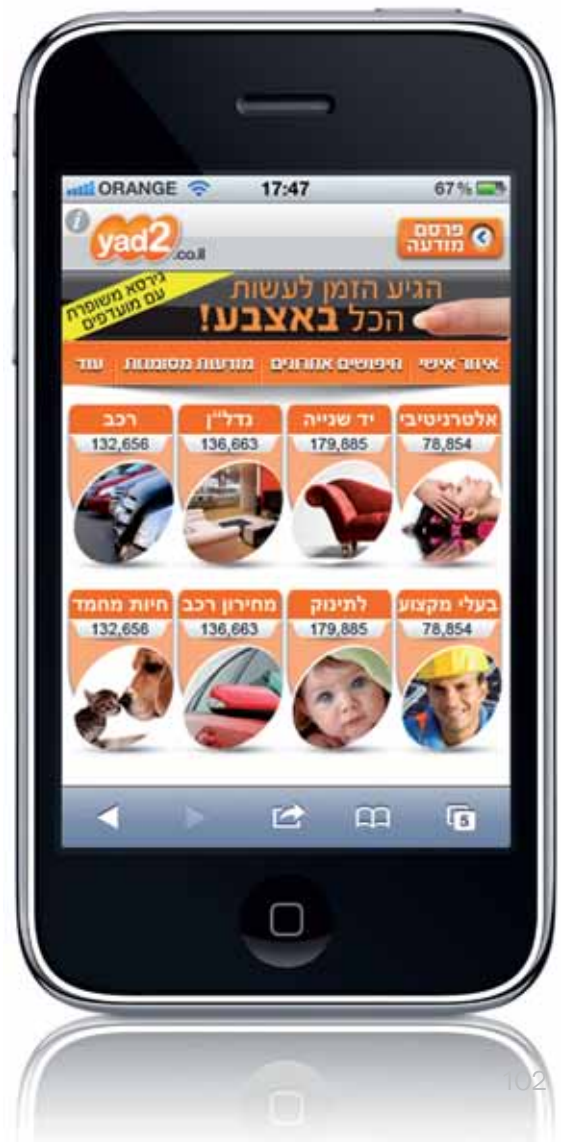 ORANGE 17:47 67%
i
yad2.co.il
פרסם
מודעה
הגיע הזמן לעשות
הכל באצבע!
גירסא משופרת
עם מועדפים
איזור אישי חיפושים אחרונים מודעות מסומנות עוד
אלטרניטיבי יד שנייה נדל"ן רכב
78,854 179,885 136,663 132,656
בעלי מקצוע לתינוק מחירון רכב חיות מחמד
78,854 179,885 136,663 132,656
5
102